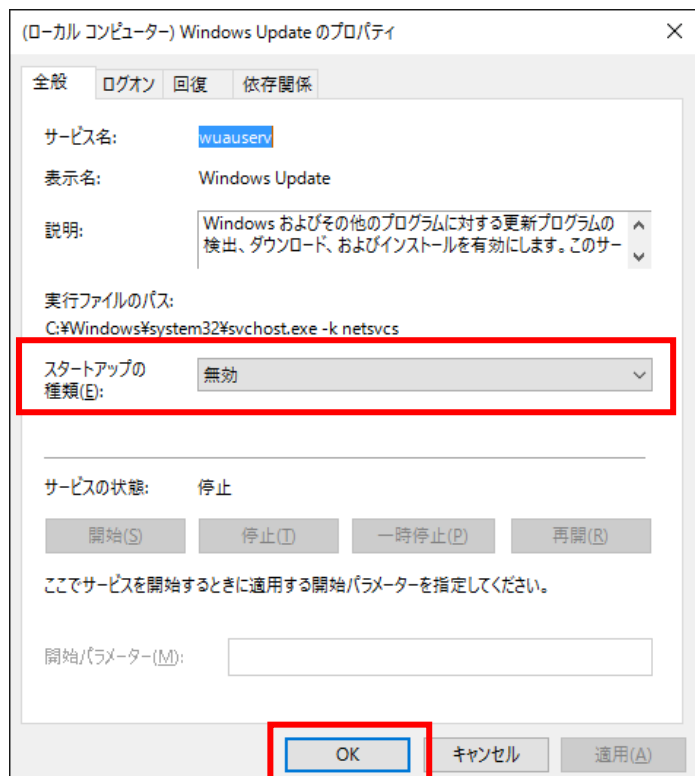 (ローカル コンピューター) Windows Update のプロパティ
全般 ログオン 回復 依存関係
サービス名: wuauserv
表示名: Windows Update
説明: Windows およびその他のプログラムに対する更新プログラムの
検出、ダウンロード、およびインストールを有効にします。このサー
実行ファイルのパス:
C:¥Windows¥system32¥svchost.exe -k netsvcs
スタートアップの
種類(E): 無効
サービスの状態: 停止
開始(S) 停止(T) 一時停止(P) 再開(R)
ここでサービスを開始するときに適用する開始パラメーターを指定してください。
開始パラメーター(M):
OK キャンセル 適用(A)